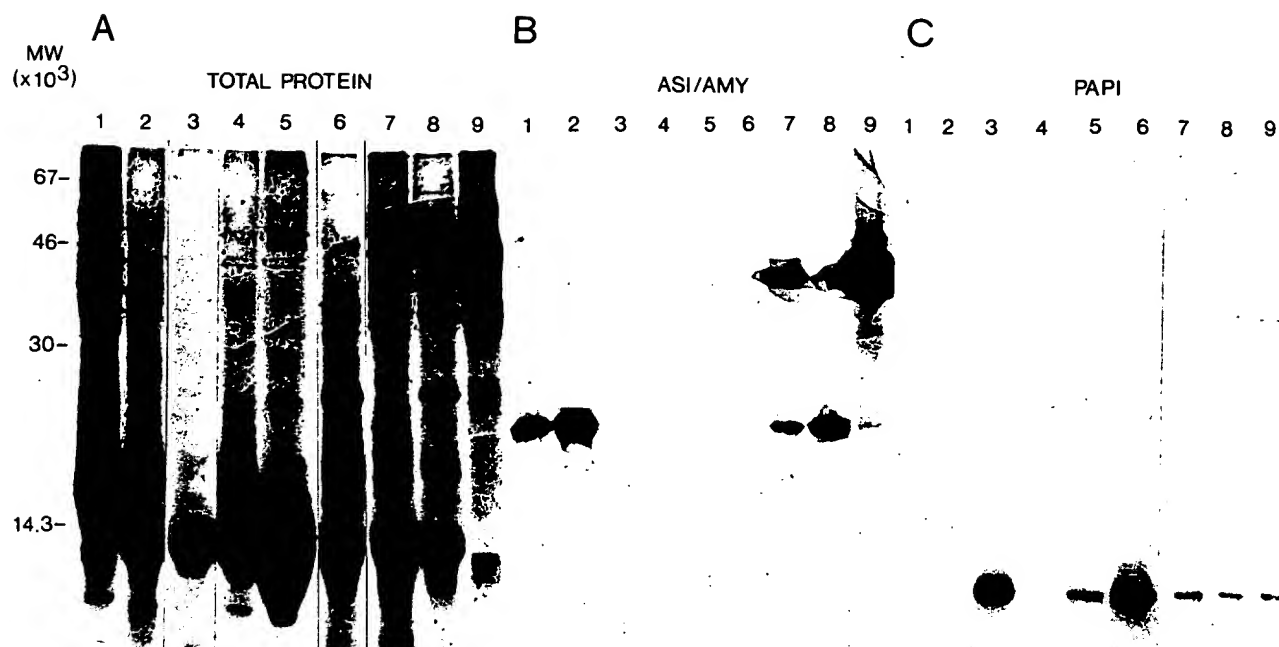 A
B
C
MW
(x10³)
TOTAL PROTEIN
ASI/AMY
PAPI
1 2 3 4 5 6 7 8 9
1 2 3 4 5 6 7 8 9
1 2 3 4 5 6 7 8 9
67-
46-
30-
14.3-